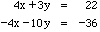 4x+3y = 22
−4x−10y = −36